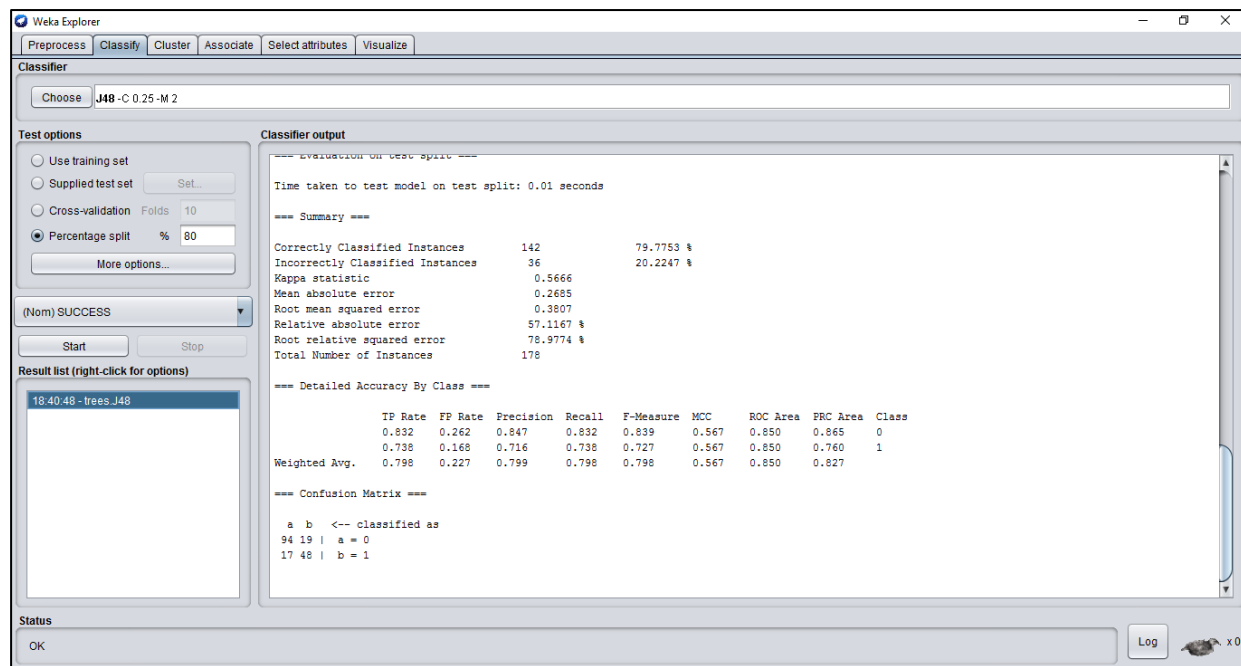 Weka Explorer
Preprocess Classify Cluster Associate Select attributes Visualize
Classifier
Choose J48 -C 0.25 -M 2
Test options
Use training set
Supplied test set Set...
Cross-validation Folds 10
Percentage split % 80
More options...
(Nom) SUCCESS
Start Stop
Result list (right-click for options)
18:40:48 - trees.J48
Classifier output
=== Evaluation on test split ===
Time taken to test model on test split: 0.01 seconds
=== Summary ===
Correctly Classified Instances 142 79.7753 %
Incorrectly Classified Instances 36 20.2247 %
Kappa statistic 0.5666
Mean absolute error 0.2685
Root mean squared error 0.3807
Relative absolute error 57.1167 %
Root relative squared error 78.9774 %
Total Number of Instances 178
=== Detailed Accuracy By Class ===
TP Rate FP Rate Precision Recall F-Measure MCC ROC Area PRC Area Class
0.832 0.262 0.847 0.832 0.839 0.567 0.850 0.865 0
0.738 0.168 0.716 0.738 0.727 0.567 0.850 0.760 1
Weighted Avg. 0.798 0.227 0.799 0.798 0.798 0.567 0.850 0.827
=== Confusion Matrix ===
a b <-- classified as
94 19 | a = 0
17 48 | b = 1
Status
OK
Log x 0